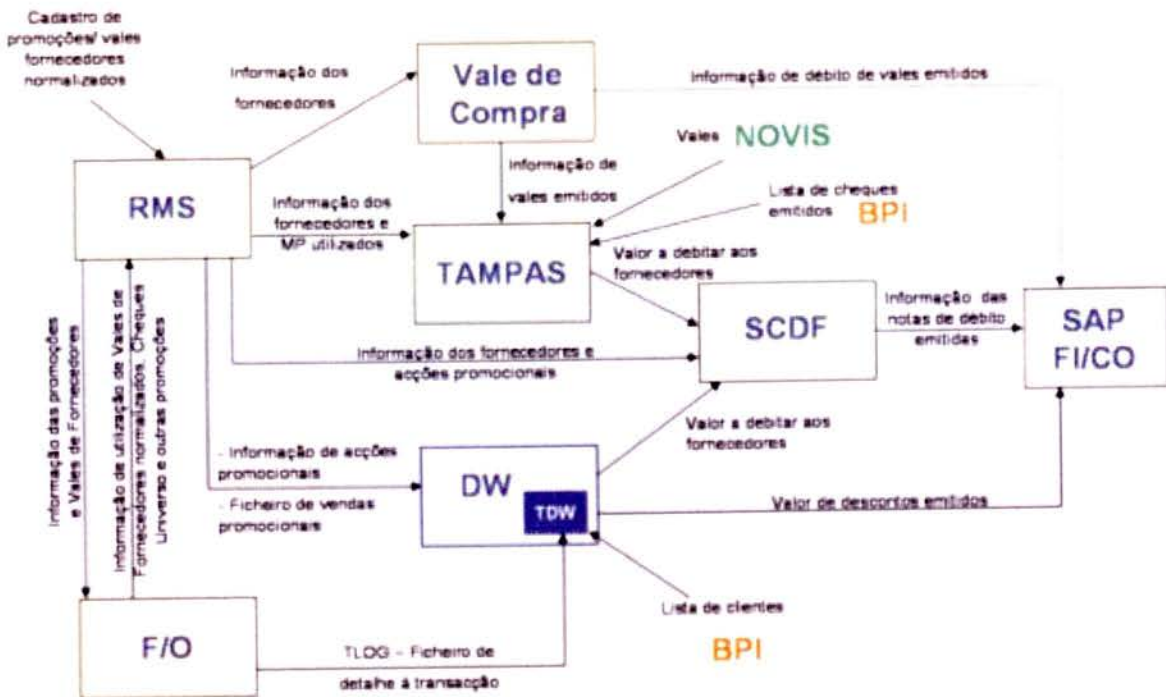 Cadastro de
promoções/ vales
fornecedores
normalizados
Informação dos
fornecedores
Vale de
Compra
Informação de débito de vales emitidos
Vales NOVIS
Informação de
vales emitidos
Lista de cheques
emitidos BPI
RMS
Informação dos
fornecedores e
MP utilizados
TAMPAS
Valor a debitar aos
fornecedores
SCDF
Informação das
notas de débito
emitidas
SAP
FI/CO
Informação dos fornecedores e
acções promocionais
Informação das promoções
e Vales de Fornecedores
Informação de utilização de Vales de
Fornecedores normalizados, Cheques
Universo e outras promoções
- Informação de acções
promocionais
- Ficheiro de vendas
promocionais
DW
TDW
Valor a debitar aos
fornecedores
Valor de descontos emitidos
Lista de clientes
BPI
F/O
TLOG – Ficheiro de
detalhe à transacção